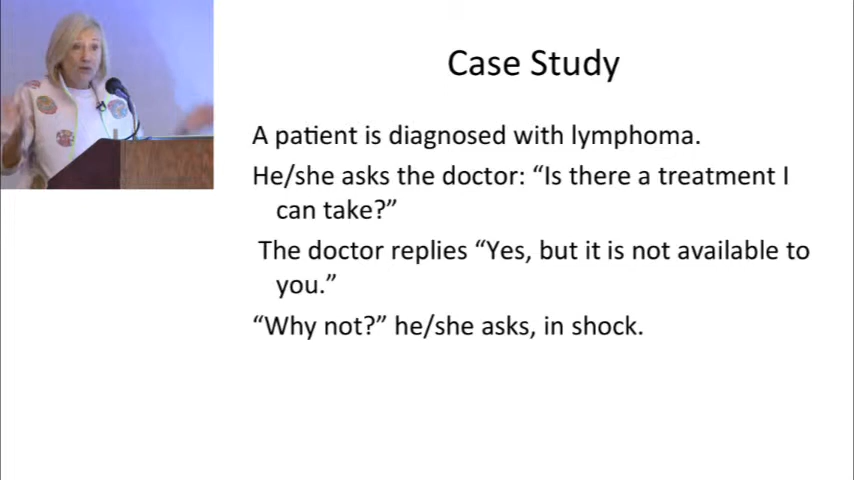 Case Study
A patient is diagnosed with lymphoma.
He/she asks the doctor: “Is there a treatment I
can take?”
The doctor replies “Yes, but it is not available to
you.”
“Why not?” he/she asks, in shock.